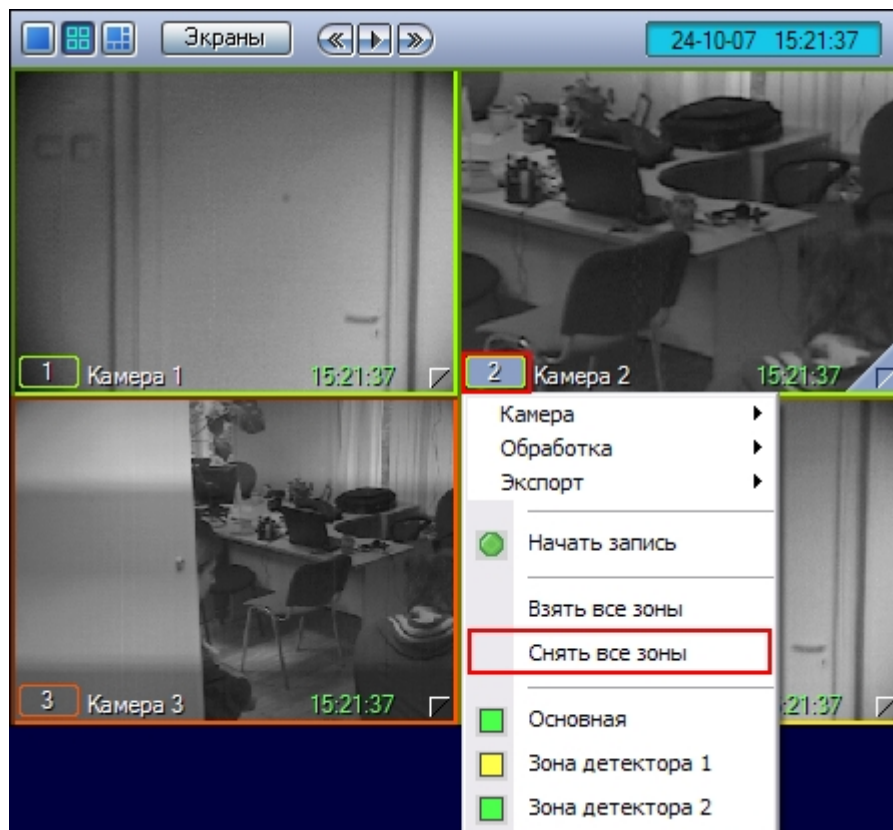 Экраны
24-10-07 15:21:37
1 Камера 1 15:21:37
2 Камера 2 15:21:37
Камера
Обработка
Экспорт
Начать запись
Взять все зоны
Снять все зоны
3 Камера 3 15:21:37
:21:37
Основная
Зона детектора 1
Зона детектора 2